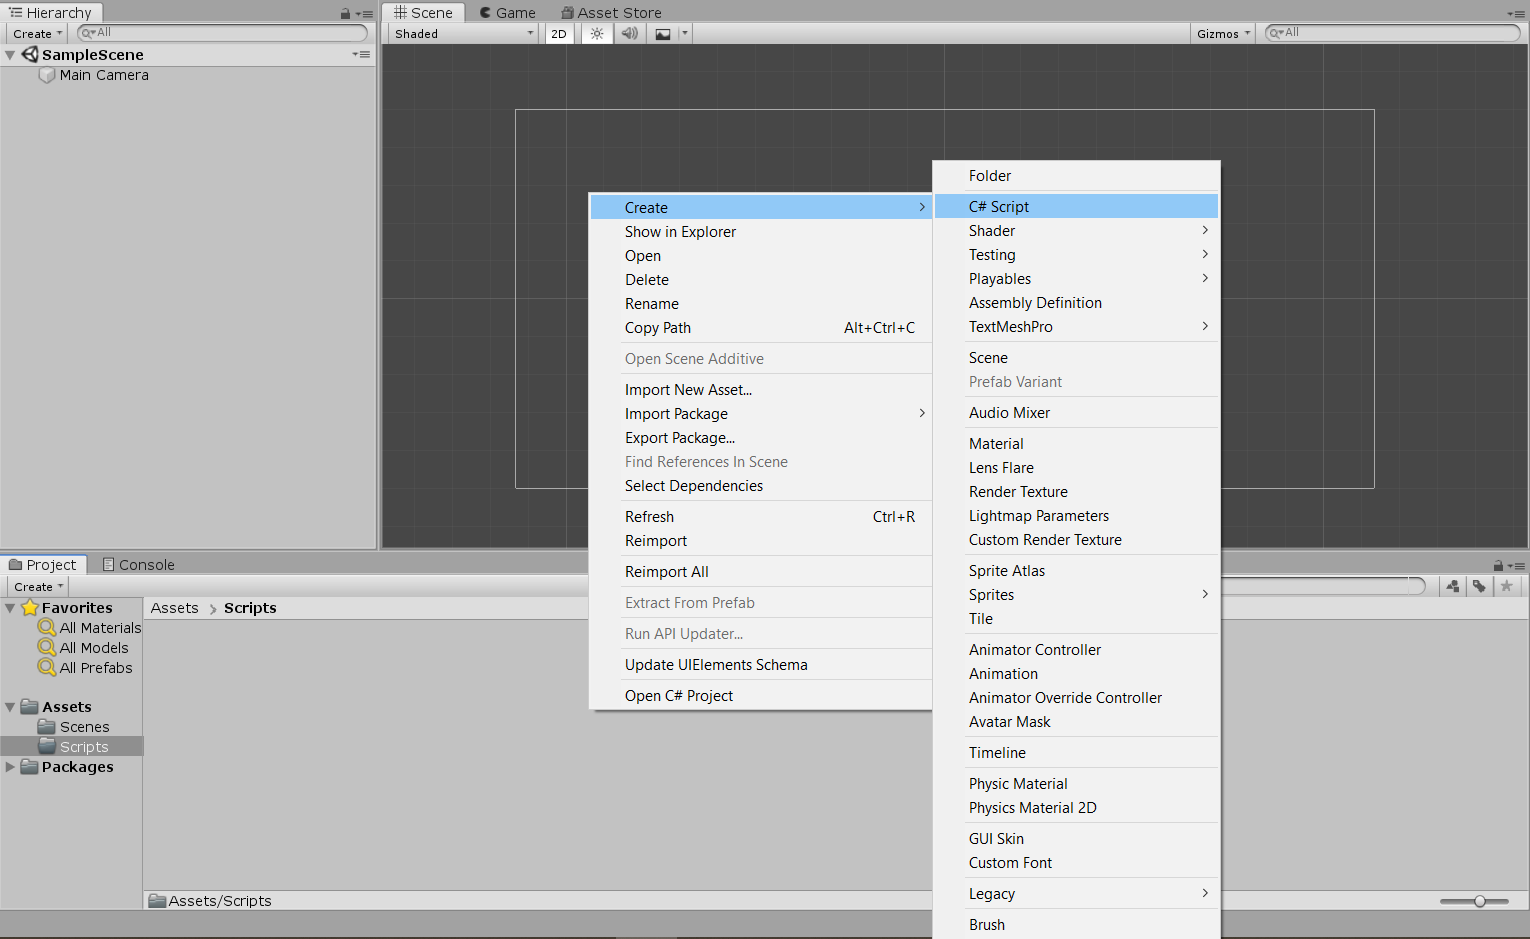 Hierarchy
Create
All
SampleScene
Main Camera
Scene
Game
Asset Store
Shaded
2D
Gizmos
All
Create
Show in Explorer
Open
Delete
Rename
Copy Path Alt+Ctrl+C
Open Scene Additive
Import New Asset...
Import Package
Export Package...
Find References In Scene
Select Dependencies
Refresh Ctrl+R
Reimport
Reimport All
Extract From Prefab
Run API Updater...
Update UIElements Schema
Open C# Project
Folder
C# Script
Shader
Testing
Playables
Assembly Definition
TextMeshPro
Scene
Prefab Variant
Audio Mixer
Material
Lens Flare
Render Texture
Lightmap Parameters
Custom Render Texture
Sprite Atlas
Sprites
Tile
Animator Controller
Animation
Animator Override Controller
Avatar Mask
Timeline
Physic Material
Physics Material 2D
GUI Skin
Custom Font
Legacy
Brush
Project
Console
Create
Favorites
All Materials
All Models
All Prefabs
Assets
Scenes
Scripts
Packages
Assets > Scripts
Assets/Scripts